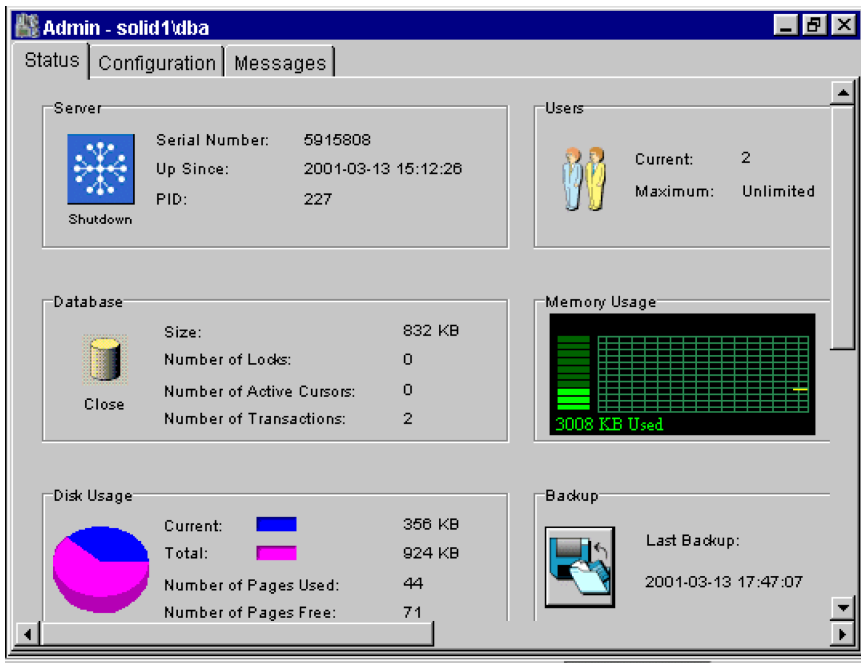 Admin - solid1\dba
Status Configuration Messages
Server
Serial Number: 5915808
Up Since: 2001-03-13 15:12:26
PID: 227
Shutdown
Users
Current: 2
Maximum: Unlimited
Database
Size: 832 KB
Number of Locks: 0
Number of Active Cursors: 0
Number of Transactions: 2
Close
Memory Usage
3008 KB Used
Disk Usage
Current: 356 KB
Total: 924 KB
Number of Pages Used: 44
Number of Pages Free: 71
Backup
Last Backup:
2001-03-13 17:47:07